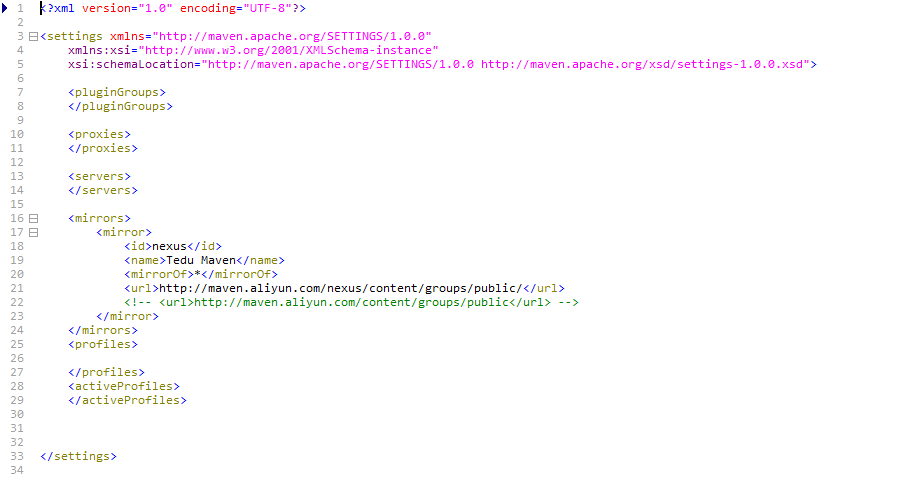 1 <?xml version="1.0" encoding="UTF-8"?>
2
3 <settings xmlns="http://maven.apache.org/SETTINGS/1.0.0"
4 xmlns:xsi="http://www.w3.org/2001/XMLSchema-instance"
5 xsi:schemaLocation="http://maven.apache.org/SETTINGS/1.0.0 http://maven.apache.org/xsd/settings-1.0.0.xsd">
6
7 <pluginGroups>
8 </pluginGroups>
9
10 <proxies>
11 </proxies>
12
13 <servers>
14 </servers>
15
16 <mirrors>
17 <mirror>
18 <id>nexus</id>
19 <name>Tedu Maven</name>
20 <mirrorOf>*</mirrorOf>
21 <url>http://maven.aliyun.com/nexus/content/groups/public/</url>
22 <!-- <url>http://maven.aliyun.com/content/groups/public</url> -->
23 </mirror>
24 </mirrors>
25 <profiles>
26
27 </profiles>
28 <activeProfiles>
29 </activeProfiles>
30
31
32
33 </settings>
34